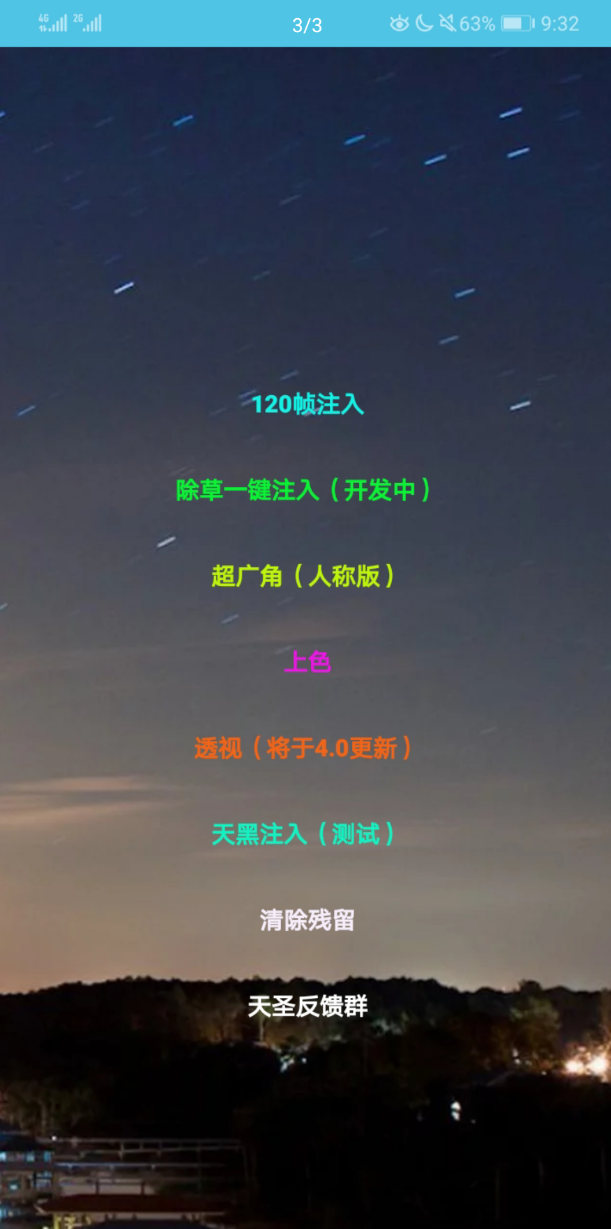 4G 2G 3/3 63% 9:32
120帧注入
除草一键注入（开发中）
超广角（人称版）
上色
透视（将于4.0更新）
天黑注入（测试）
清除残留
天圣反馈群